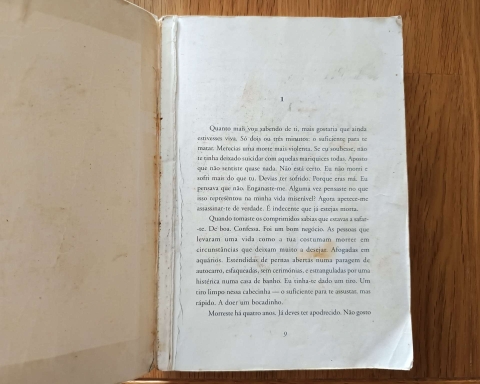 1
Quanto mais vou sabendo de ti, mais gostaria que ainda
estivesses viva. Só dois ou três minutos: o suficiente para te
matar. Merecias uma morte mais violenta. Se eu soubesse, não
te tinha deixado suicidar com aquelas mariquices todas. Aposto
que não sentiste quase nada. Não está certo. Eu não morri e
sofri mais do que tu. Devias ter sofrido. Porque eras má. Eu
pensava que não. Enganaste-me. Alguma vez pensaste no que
isso representou na minha vida miserável? Agora apetece-me
assassinar-te de verdade. É indecente que já estejas morta.
Quando tomaste os comprimidos sabias que estavas a safar-
-te. De boa. Confessa. Foi um bom negócio. As pessoas que
levaram uma vida como a tua costumam morrer em
circunstâncias que deixam muito a desejar. Afogadas em
aquários. Estendidas de pernas abertas numa paragem de
autocarro, esfaqueadas, sem cerimónias, e estranguladas por uma
histérica numa casa de banho. Eu tinha-te dado um tiro. Um
tiro limpo nessa cabecinha — o suficiente para te assustar, mas
rápido. A doer um bocadinho.
Morreste há quatro anos. Já deves ter apodrecido. Não gosto
9